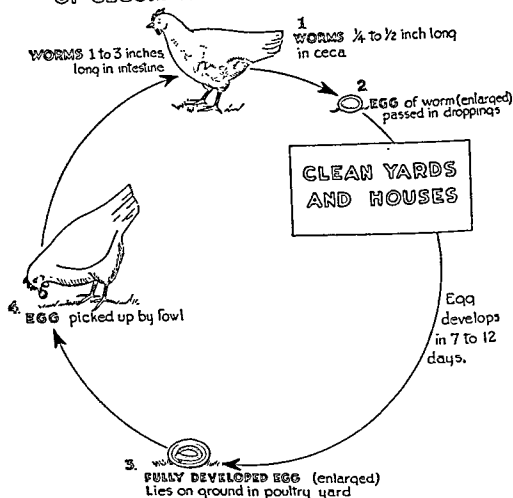 1
WORMS 1 to 3 inches
long in intestine
WORMS 1/4 to 1/2 inch long
in ceca
2
EGG of worm (enlarged)
passed in droppings
CLEAN YARDS
AND HOUSES
4. EGG picked up by fowl
Egg
develops
in 7 to 12
days.
3.
FULLY DEVELOPED EGG (enlarged)
Lies on ground in poultry yard